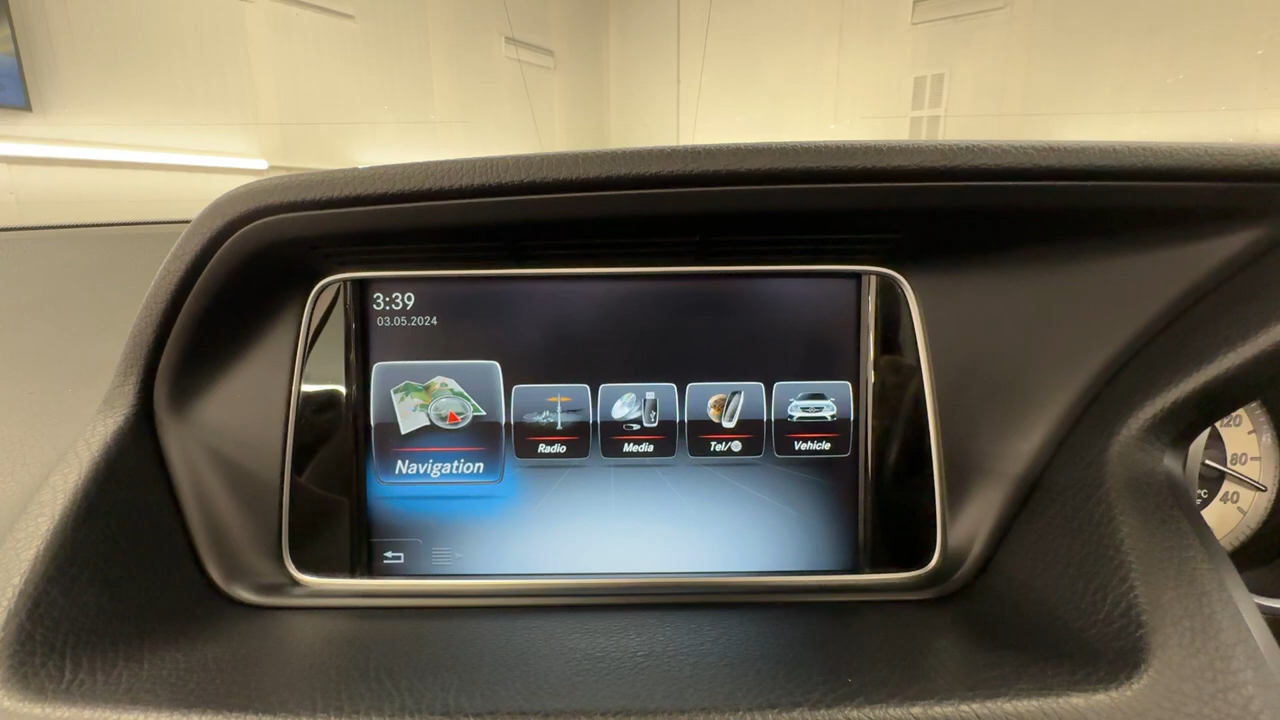 3:39
03.05.2024
Navigation
Radio
Media
Tel/
Vehicle
120
80
40
°C